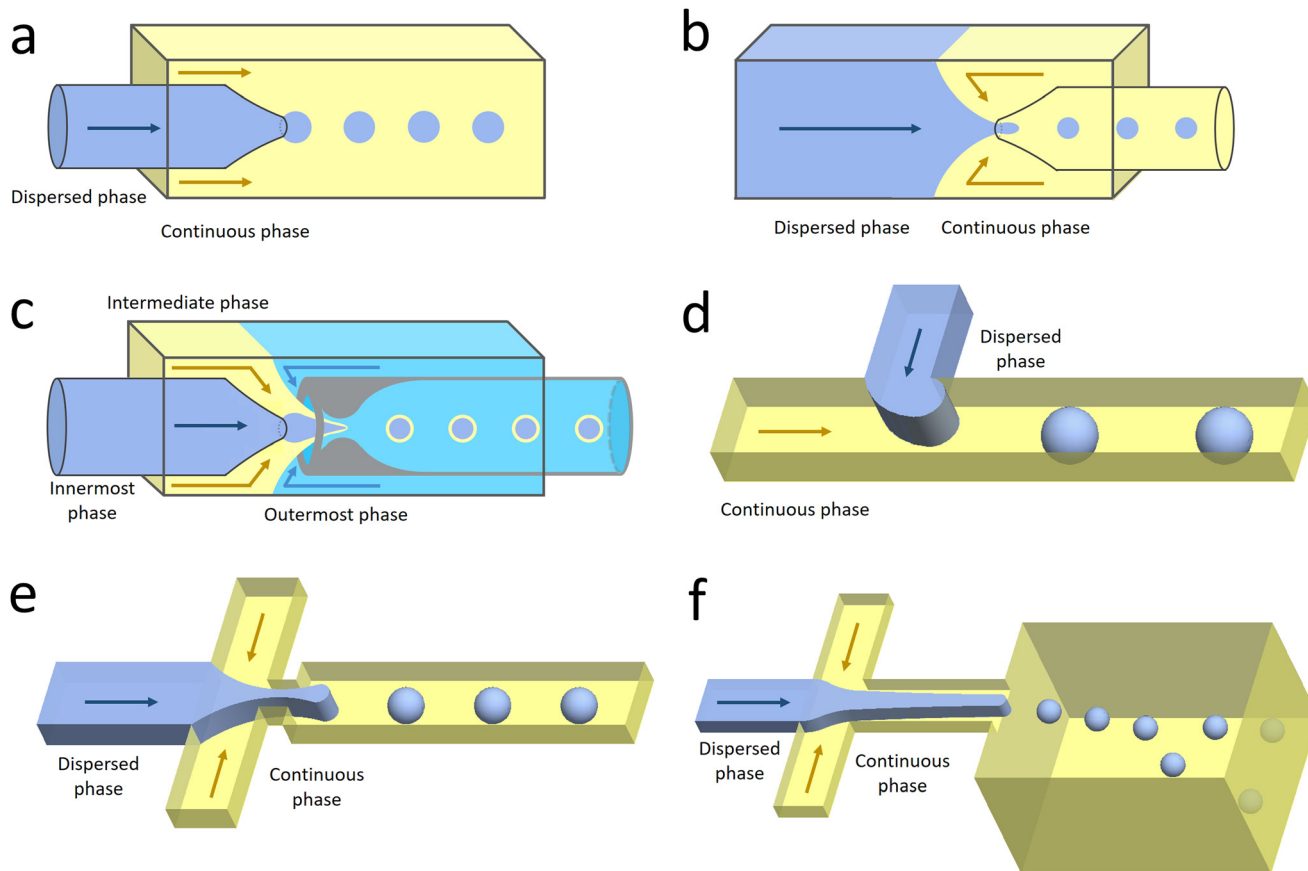 a
Dispersed phase
Continuous phase
b
Dispersed phase
Continuous phase
c
Intermediate phase
Innermost
phase
Outermost phase
d
Dispersed
phase
Continuous phase
e
Dispersed
phase
Continuous
phase
f
Dispersed
phase
Continuous
phase